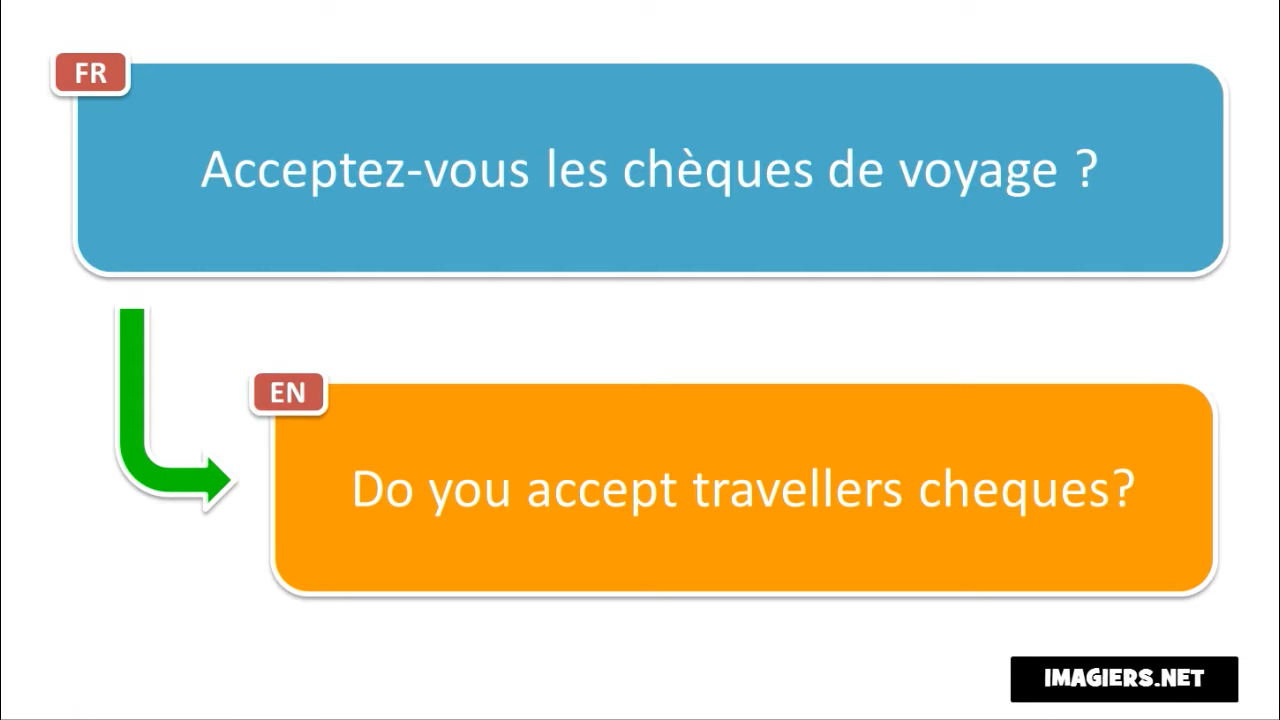 FR
Acceptez-vous les chèques de voyage ?
EN
Do you accept travellers cheques?
IMAGIERS.NET